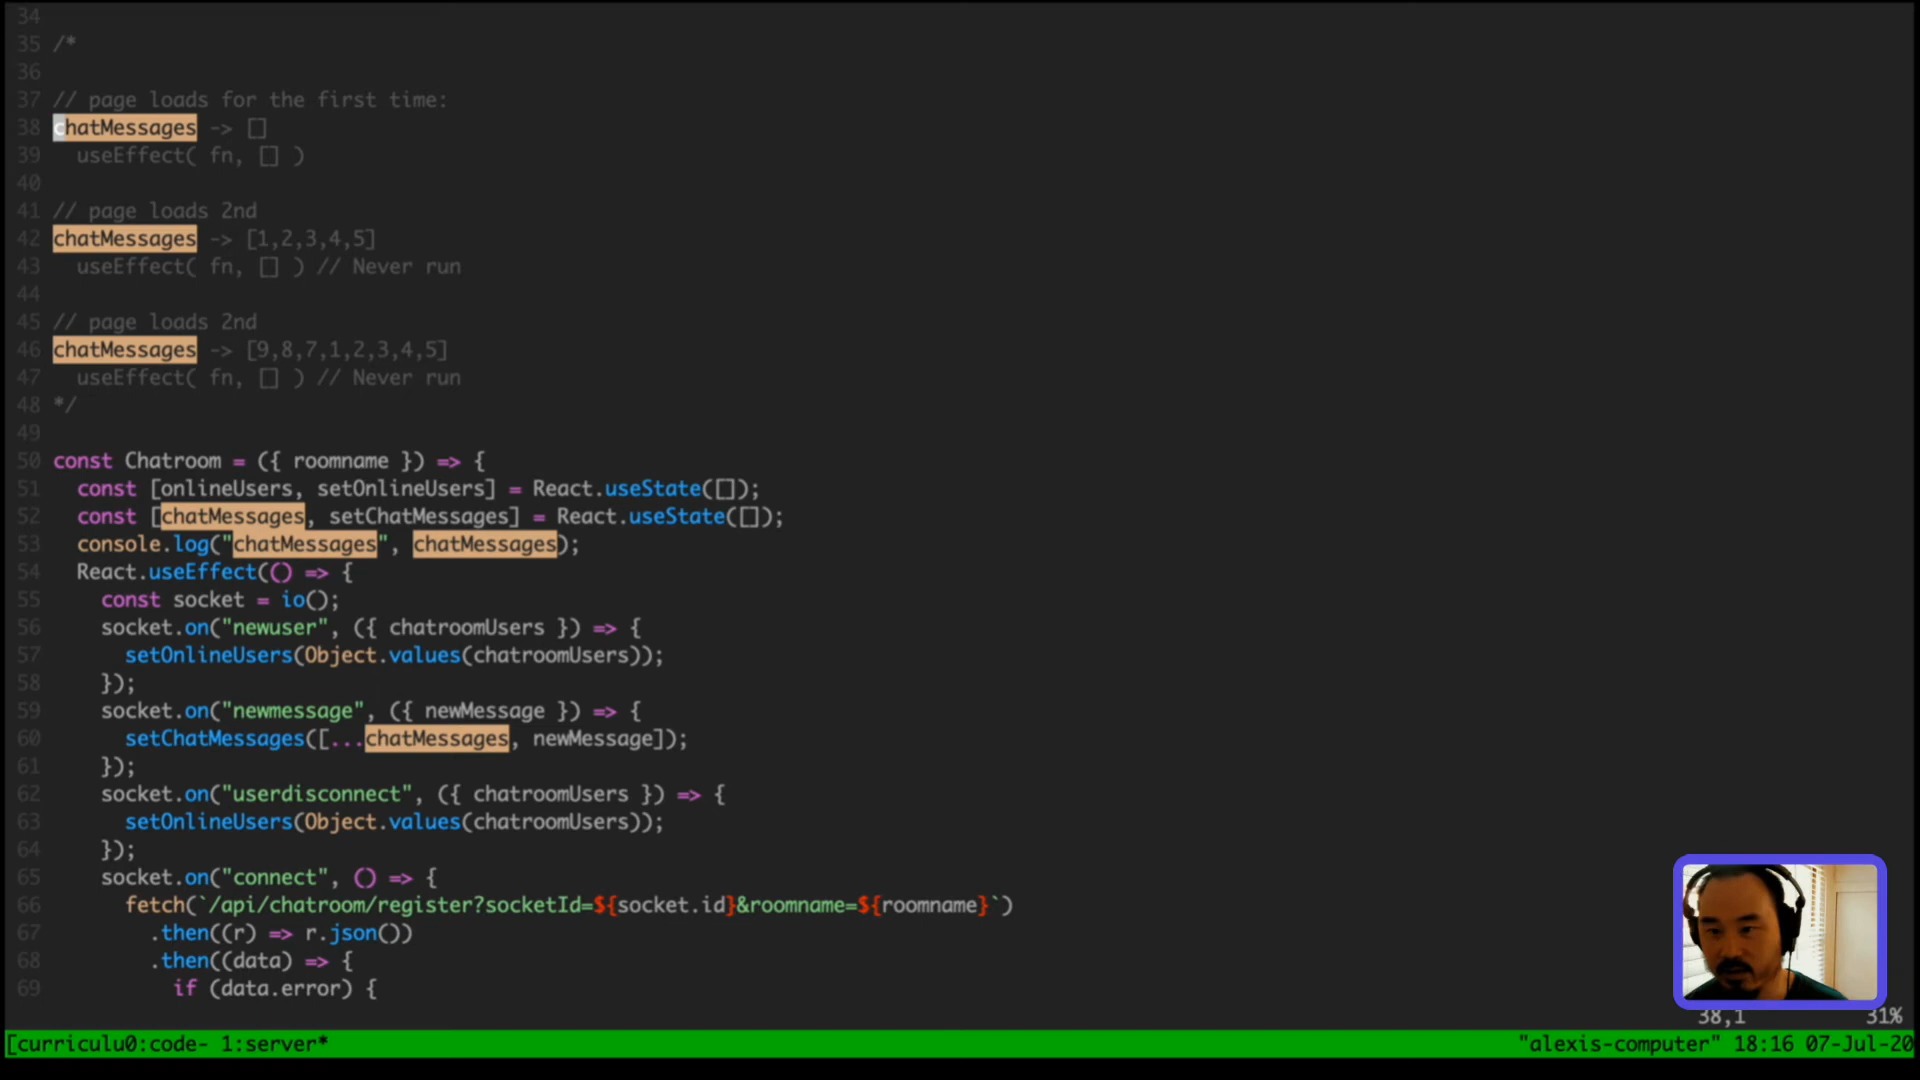 34
35 /*
36
37 // page loads for the first time:
38 chatMessages -> []
39   useEffect( fn, [] )
40
41 // page loads 2nd
42 chatMessages -> [1,2,3,4,5]
43   useEffect( fn, [] ) // Never run
44
45 // page loads 2nd
46 chatMessages -> [9,8,7,1,2,3,4,5]
47   useEffect( fn, [] ) // Never run
48 */
49
50 const Chatroom = ({ roomname }) => {
51   const [onlineUsers, setOnlineUsers] = React.useState([]);
52   const [chatMessages, setChatMessages] = React.useState([]);
53   console.log("chatMessages", chatMessages);
54   React.useEffect(() => {
55     const socket = io();
56     socket.on("newuser", ({ chatroomUsers }) => {
57       setOnlineUsers(Object.values(chatroomUsers));
58     });
59     socket.on("newmessage", ({ newMessage }) => {
60       setChatMessages([...chatMessages, newMessage]);
61     });
62     socket.on("userdisconnect", ({ chatroomUsers }) => {
63       setOnlineUsers(Object.values(chatroomUsers));
64     });
65     socket.on("connect", () => {
66       fetch(`/api/chatroom/register?socketId=${socket.id}&roomname=${roomname}`)
67         .then((r) => r.json())
68         .then((data) => {
69           if (data.error) {
38,1 31%
[curriculu0:code- 1:server* "alexis-computer" 18:16 07-Jul-20